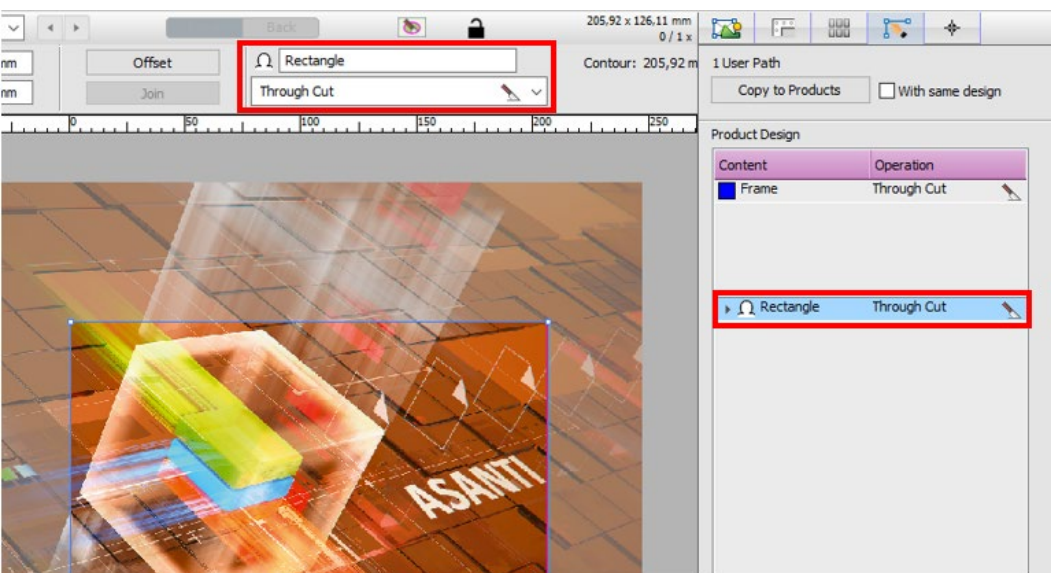 Back
205,92 x 126,11 mm
0 / 1 x
mm
Offset
Rectangle
Contour: 205,92 m
mm
Join
Through Cut
0 50 100 150 200 250
ASANTI
1 User Path
Copy to Products
With same design
Product Design
Content Operation
Frame Through Cut
Rectangle Through Cut